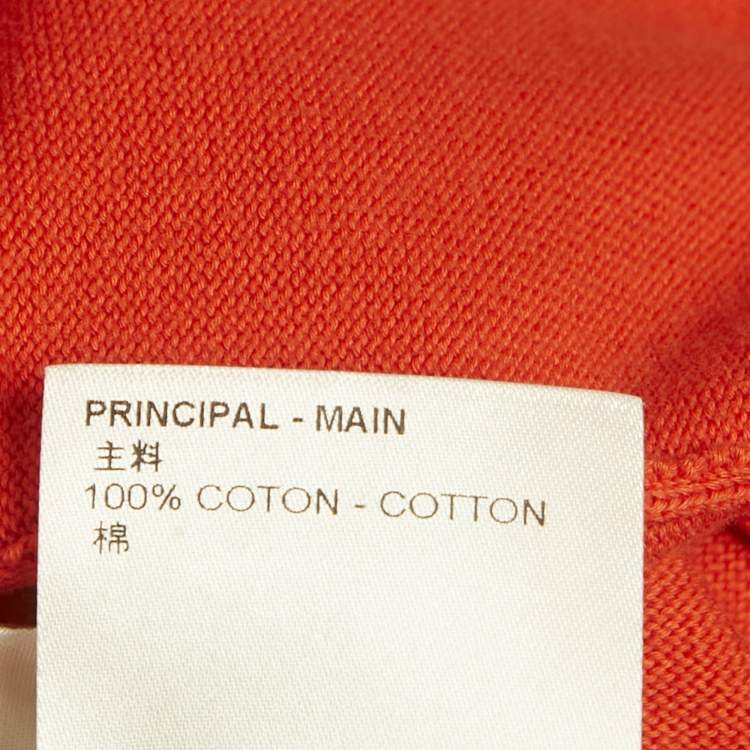 PRINCIPAL - MAIN
主料
100% COTON - COTTON
棉